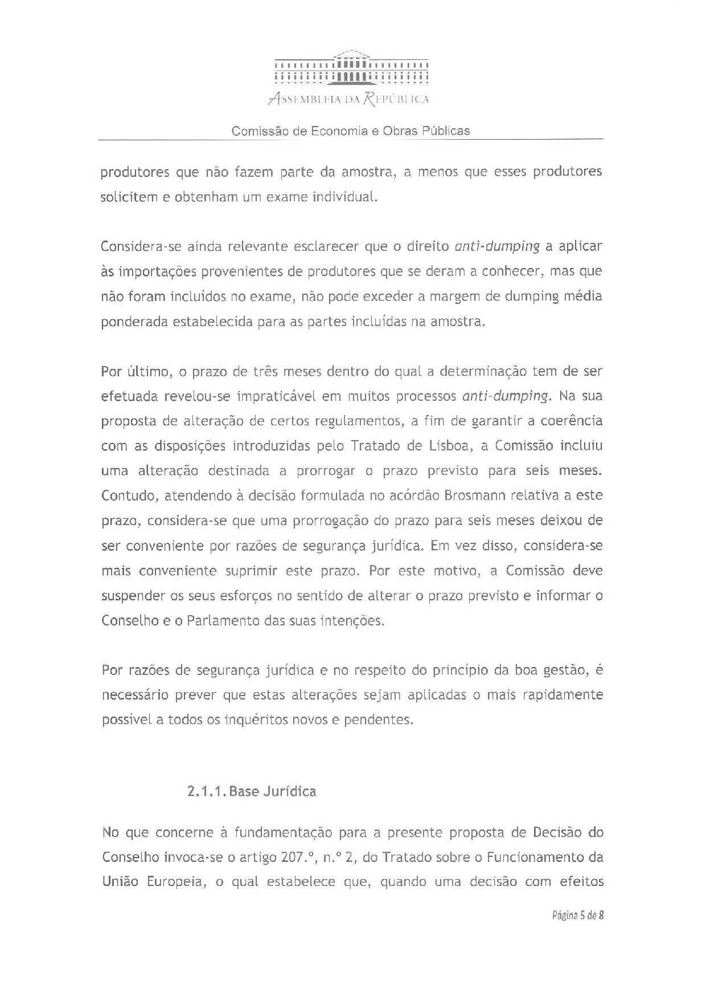 ASSEMBLEIA DA REPÚBLICA
Comissão de Economia e Obras Públicas
produtores que não fazem parte da amostra, a menos que esses produtores
solicitem e obtenham um exame individual.
Considera-se ainda relevante esclarecer que o direito anti-dumping a aplicar
às importações provenientes de produtores que se deram a conhecer, mas que
não foram incluídos no exame, não pode exceder a margem de dumping média
ponderada estabelecida para as partes incluídas na amostra.
Por último, o prazo de três meses dentro do qual a determinação tem de ser
efetuada revelou-se impraticável em muitos processos anti-dumping. Na sua
proposta de alteração de certos regulamentos, a fim de garantir a coerência
com as disposições introduzidas pelo Tratado de Lisboa, a Comissão incluiu
uma alteração destinada a prorrogar o prazo previsto para seis meses.
Contudo, atendendo à decisão formulada no acórdão Brosmann relativa a este
prazo, considera-se que uma prorrogação do prazo para seis meses deixou de
ser conveniente por razões de segurança jurídica. Em vez disso, considera-se
mais conveniente suprimir este prazo. Por este motivo, a Comissão deve
suspender os seus esforços no sentido de alterar o prazo previsto e informar o
Conselho e o Parlamento das suas intenções.
Por razões de segurança jurídica e no respeito do princípio da boa gestão, é
necessário prever que estas alterações sejam aplicadas o mais rapidamente
possível a todos os inquéritos novos e pendentes.
2.1.1. Base Jurídica
No que concerne à fundamentação para a presente proposta de Decisão do
Conselho invoca-se o artigo 207.º, n.º 2, do Tratado sobre o Funcionamento da
União Europeia, o qual estabelece que, quando uma decisão com efeitos
Página 5 de 8